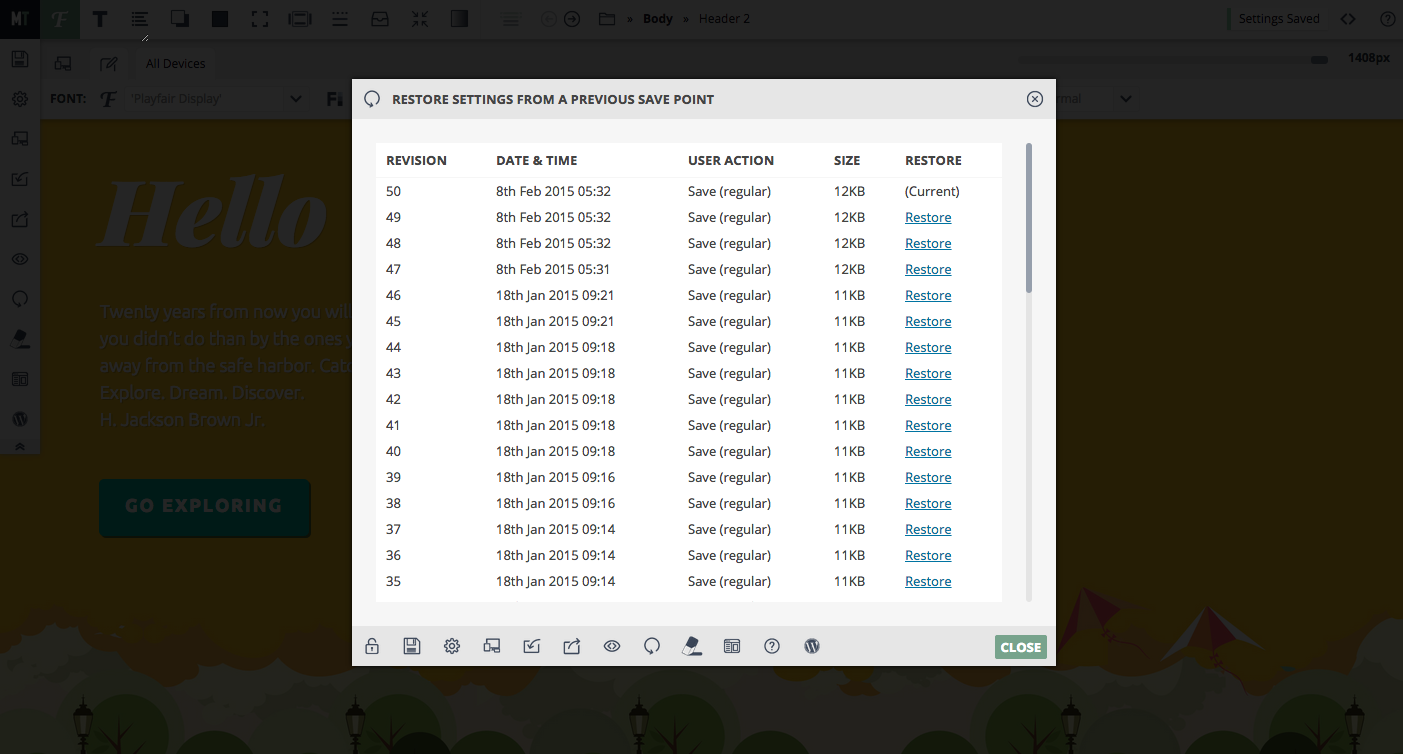 MT F T
» Body » Header 2
Settings Saved
All Devices
1408px
FONT: F 'Playfair Display'
RESTORE SETTINGS FROM A PREVIOUS SAVE POINT
REVISION DATE & TIME USER ACTION SIZE RESTORE
50 8th Feb 2015 05:32 Save (regular) 12KB (Current)
49 8th Feb 2015 05:32 Save (regular) 12KB Restore
48 8th Feb 2015 05:32 Save (regular) 12KB Restore
47 8th Feb 2015 05:31 Save (regular) 12KB Restore
46 18th Jan 2015 09:21 Save (regular) 11KB Restore
45 18th Jan 2015 09:21 Save (regular) 11KB Restore
44 18th Jan 2015 09:18 Save (regular) 11KB Restore
43 18th Jan 2015 09:18 Save (regular) 11KB Restore
42 18th Jan 2015 09:18 Save (regular) 11KB Restore
41 18th Jan 2015 09:18 Save (regular) 11KB Restore
40 18th Jan 2015 09:18 Save (regular) 11KB Restore
39 18th Jan 2015 09:16 Save (regular) 11KB Restore
38 18th Jan 2015 09:16 Save (regular) 11KB Restore
37 18th Jan 2015 09:14 Save (regular) 11KB Restore
36 18th Jan 2015 09:14 Save (regular) 11KB Restore
35 18th Jan 2015 09:14 Save (regular) 11KB Restore
CLOSE
Hello
Twenty years from now you will
you didn't do than by the ones
away from the safe harbor.
Explore. Dream. Discover.
H. Jackson Brown Jr.
GO EXPLORING